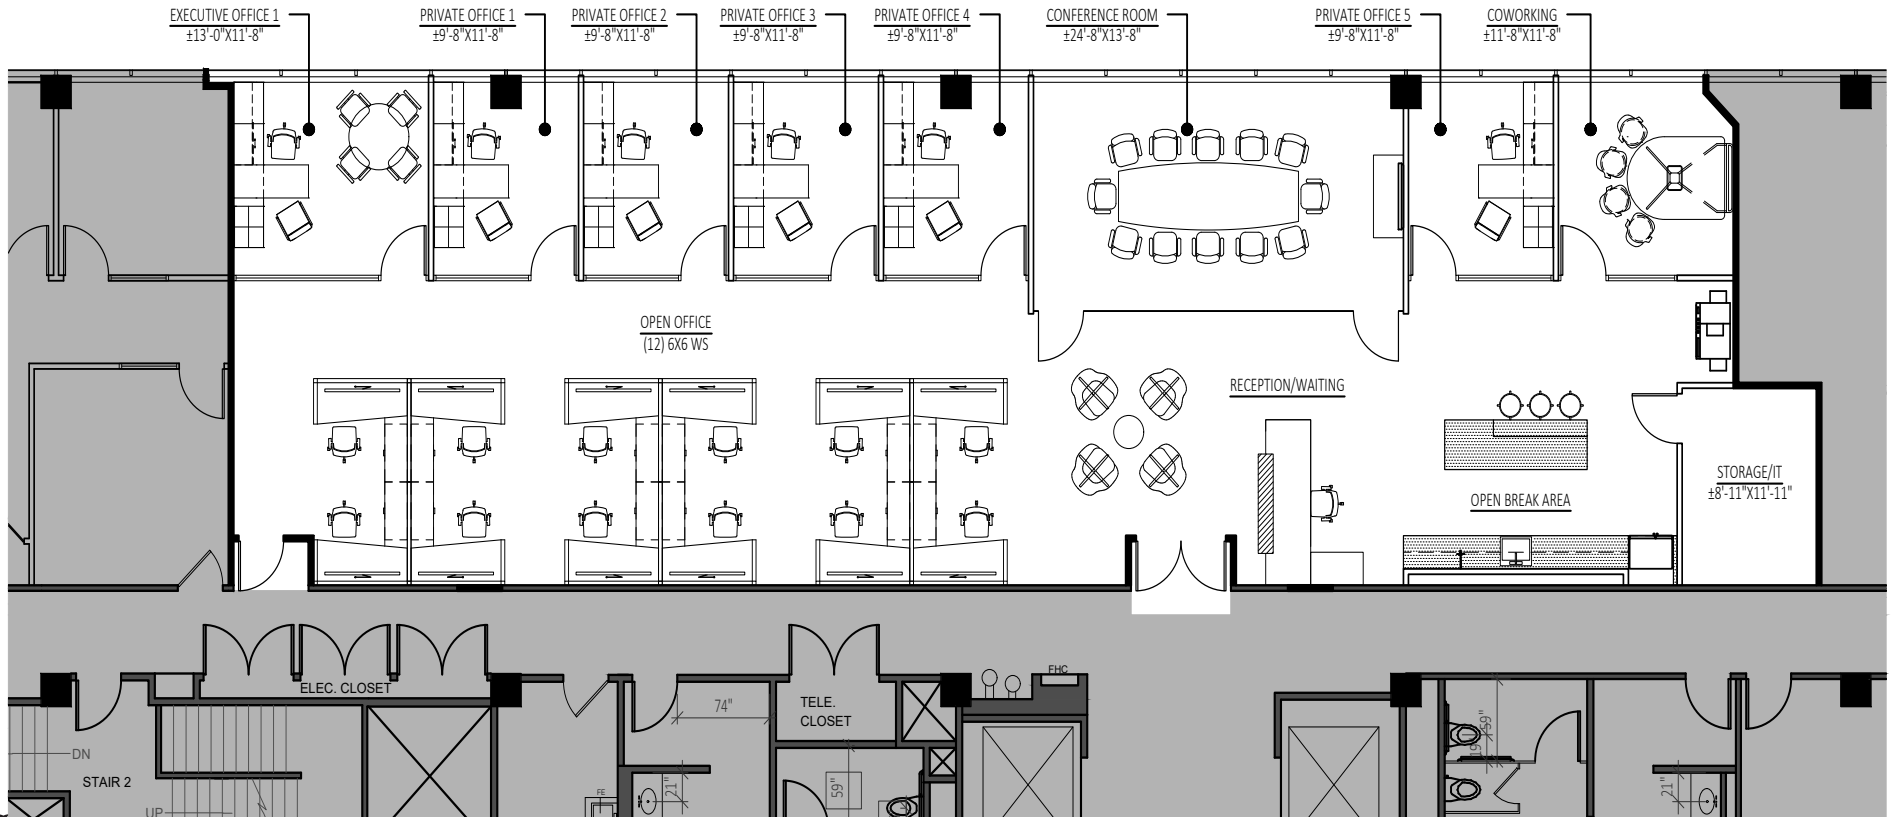 EXECUTIVE OFFICE 1
±13'-0"X11'-8"
PRIVATE OFFICE 1
±9'-8"X11'-8"
PRIVATE OFFICE 2
±9'-8"X11'-8"
PRIVATE OFFICE 3
±9'-8"X11'-8"
PRIVATE OFFICE 4
±9'-8"X11'-8"
CONFERENCE ROOM
±24'-8"X13'-8"
PRIVATE OFFICE 5
±9'-8"X11'-8"
COWORKING
±11'-8"X11'-8"
OPEN OFFICE
(12) 6X6 WS
RECEPTION/WAITING
STORAGE/IT
±8'-11"X11'-11"
OPEN BREAK AREA
ELEC. CLOSET
FHC
74"
TELE.
CLOSET
59"
19"
DN
STAIR 2
UP
FE
21"
59"
21"